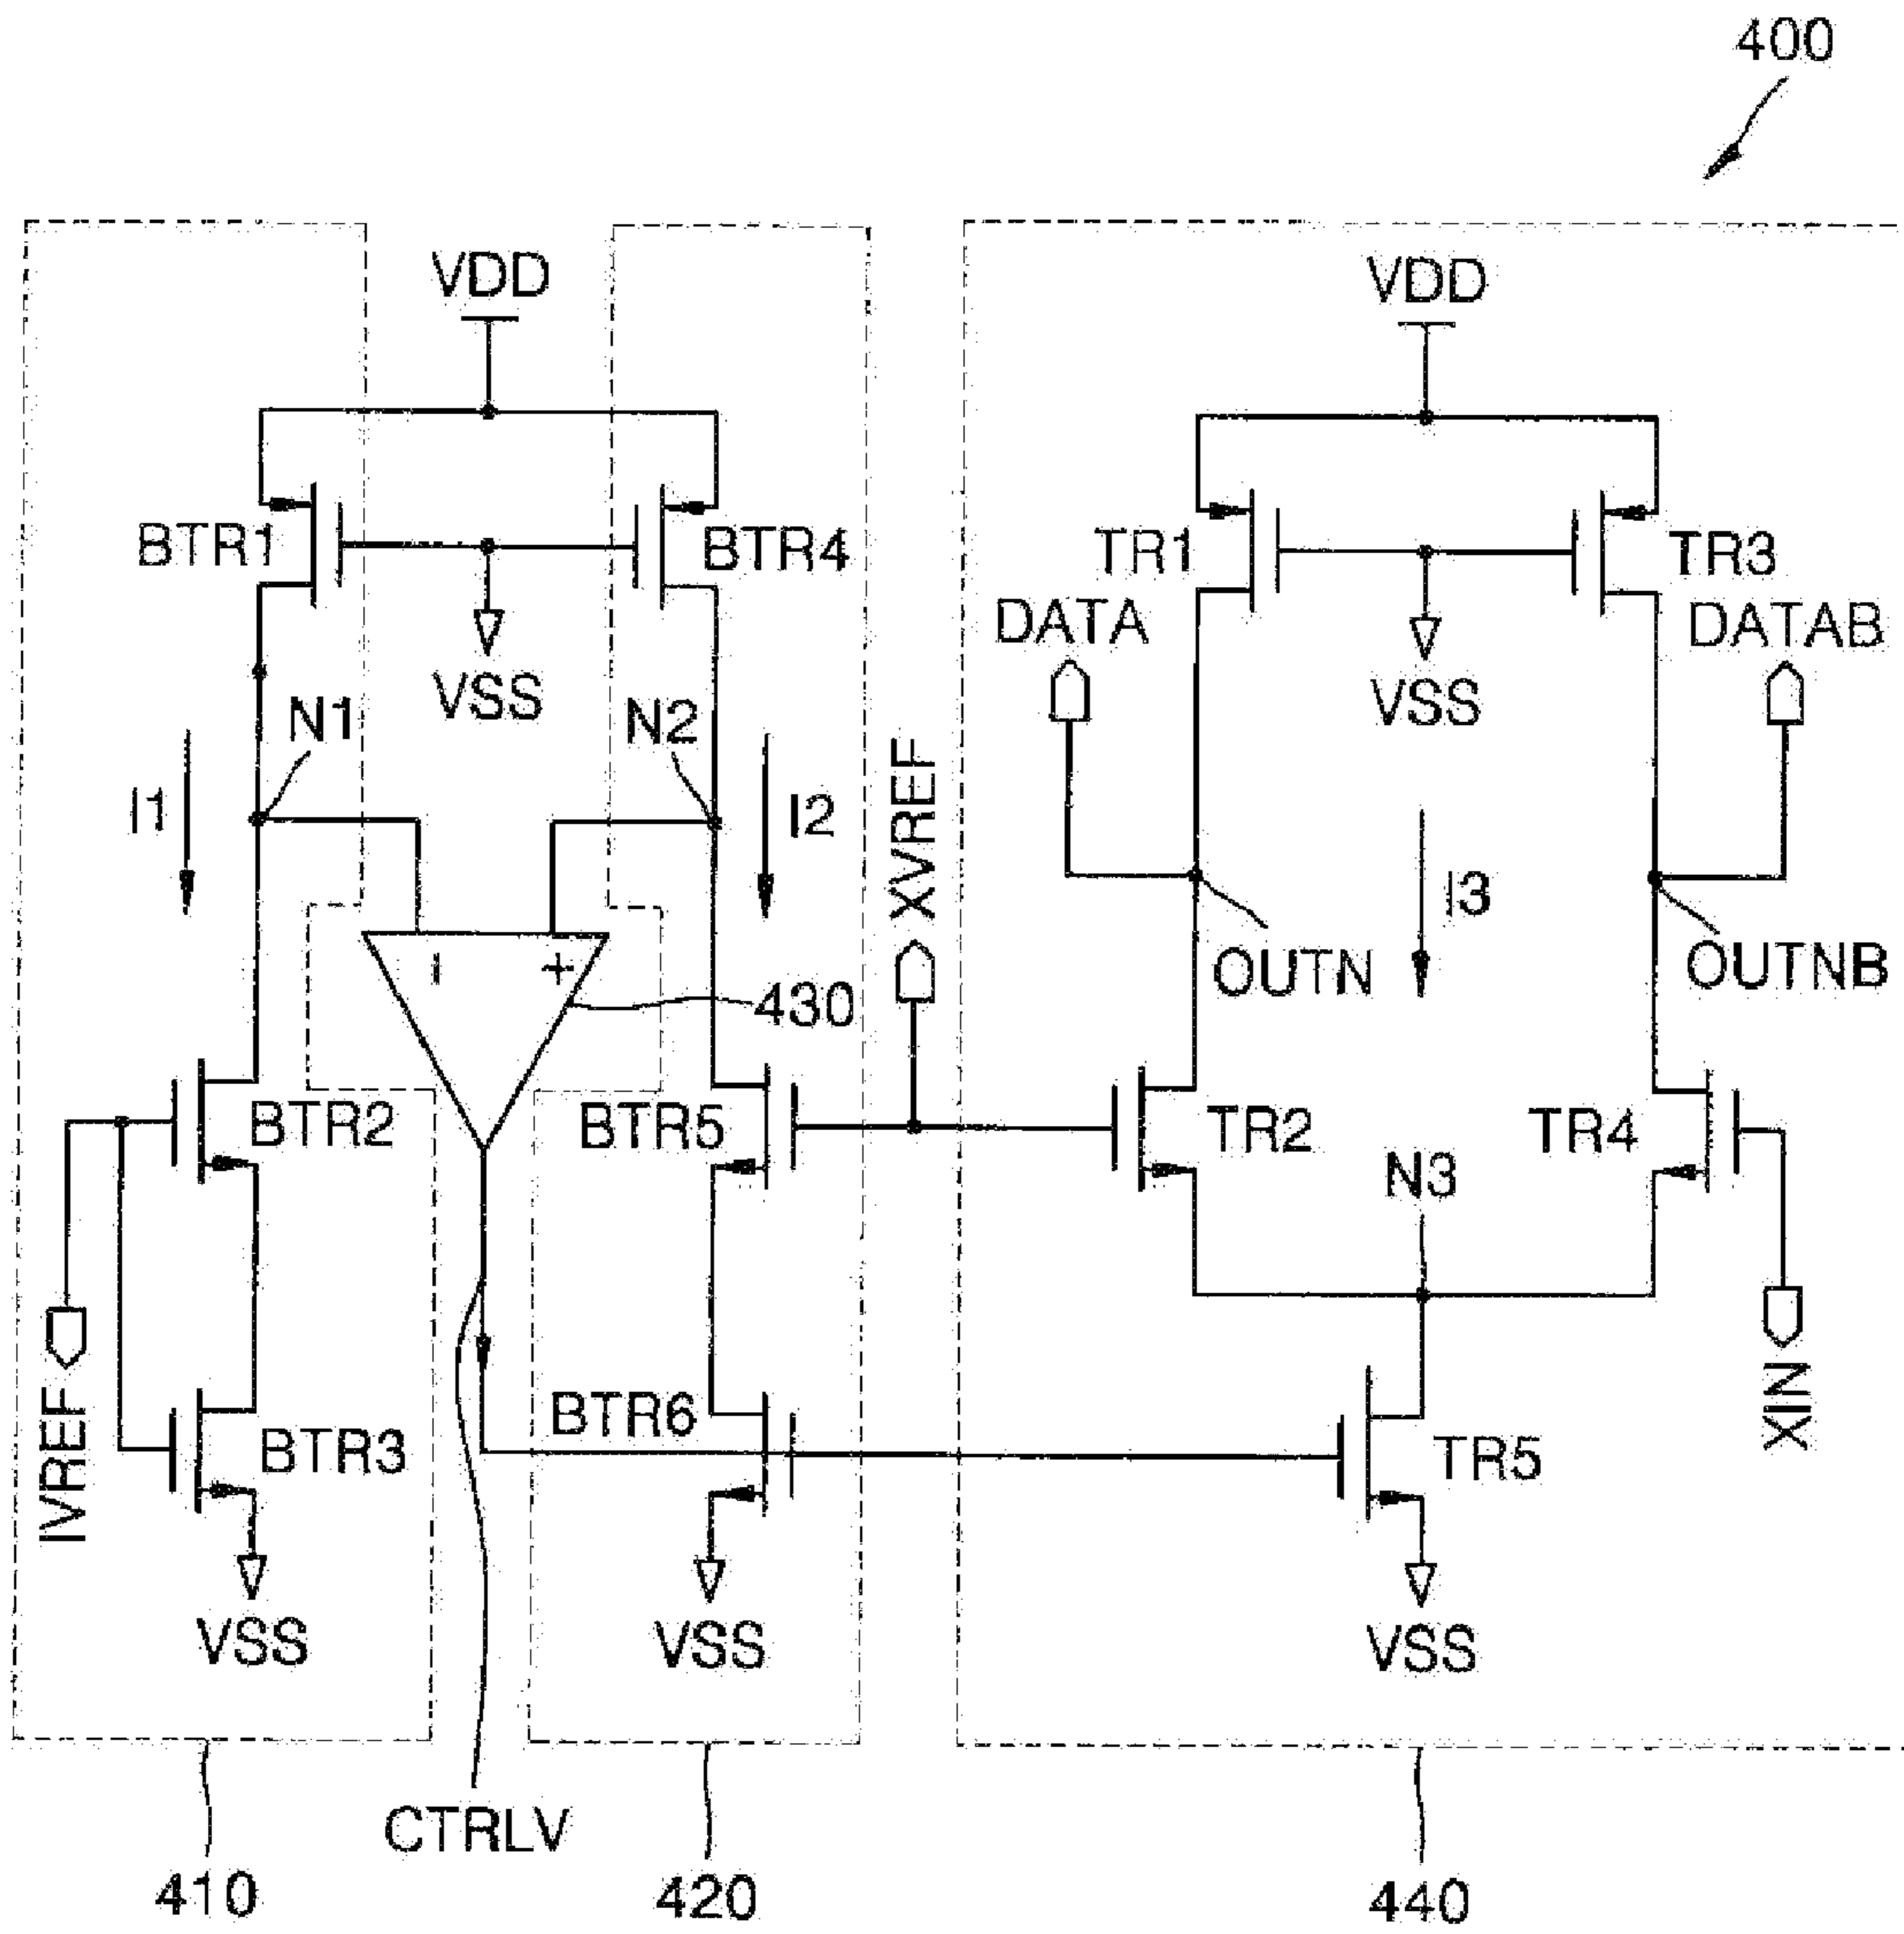 400
VDD
VDD
BTR1
BTR4
TR1
TR3
DATA
DATAB
VSS
VSS
N1
N2
XVREF
I1
I2
I3
OUTN
OUTNB
-
+
430
BTR2
BTR5
TR2
TR4
N3
IVREF
BTR3
BTR6
TR5
XIN
VSS
VSS
VSS
CTRLV
410
420
440